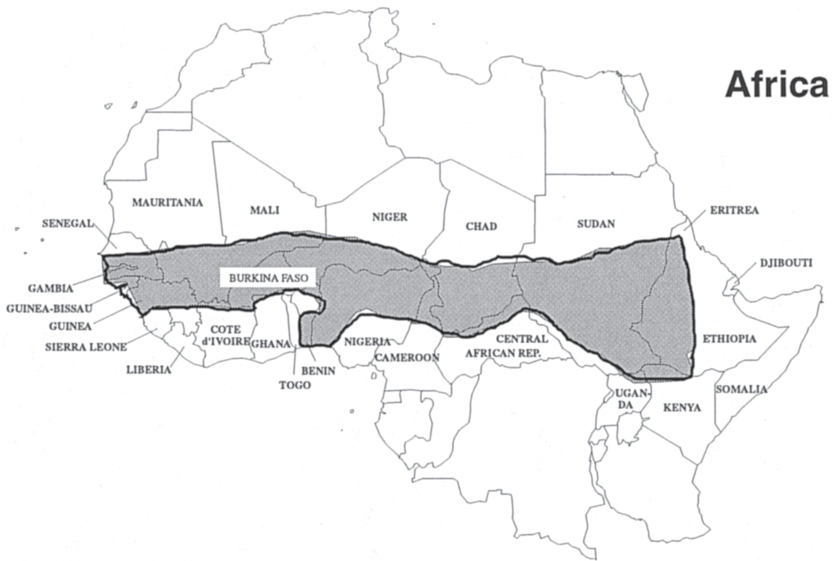 Africa
MAURITANIA
MALI
NIGER
CHAD
SUDAN
ERITREA
SENEGAL
DJIBOUTI
BURKINA FASO
GAMBIA
GUINEA-BISSAU
GUINEA
SIERRA LEONE
LIBERIA
COTE
d'IVOIRE
GHANA
TOGO
BENIN
NIGERIA
CAMEROON
CENTRAL
AFRICAN REP.
ETHIOPIA
SOMALIA
UGAN-
DA
KENYA